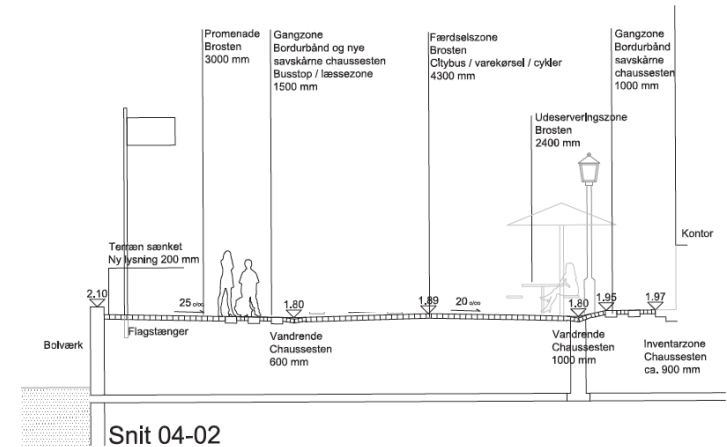 Promenade
Brosten
3000 mm
Gangzone
Bordurbånd og nye
savskårne chaussesten
Busstop / læssezone
1500 mm
Færdselszone
Brosten
Citybus / varekørsel / cykler
4300 mm
Gangzone
Bordurbånd
savskårne
chaussesten
1000 mm
Udeserveringszone
Brosten
2400 mm
Kontor
Terræn sænket
Ny lysning 200 mm
2.10
25 o/oo
1.80
1.89
20 o/oo
1.80
1.95
1.97
Bolværk
Flagstænger
Vandrende
Chaussesten
600 mm
Vandrende
Chaussesten
1000 mm
Inventarzone
Chaussesten
ca. 900 mm
Snit 04-02